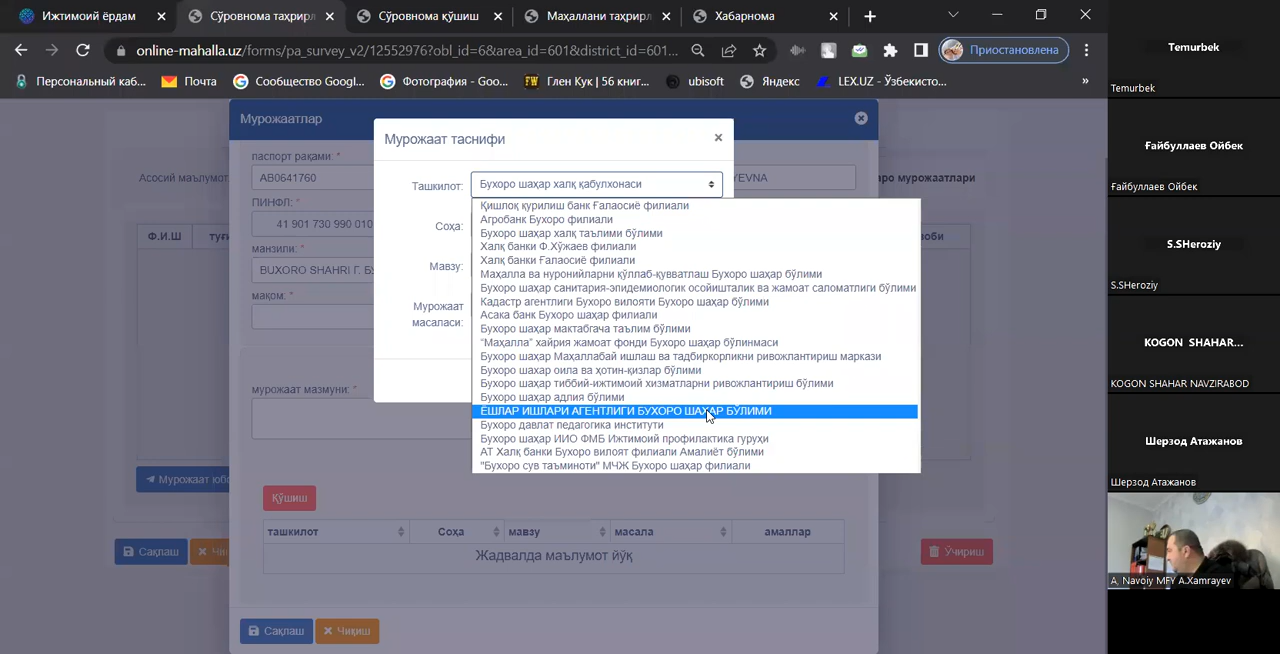 Ижтимоий ёрдам
Сўровнома таҳрирл
Сўровнома қўшиш
Маҳаллани таҳрирл
Хабарнома
online-mahalla.uz/forms/pa_survey_v2/12552976?obl_id=6&area_id=601&district_id=601...
Приостановлена
Персональный каб...
Почта
Сообщество Googl...
Фотография - Goo...
Глен Кук | 56 книг...
ubisoft
Яндекс
LEX.UZ - Ўзбекисто...
»
Мурожаатлар
Мурожаат таснифи
паспорт рақами: *
AB0641760
YEVNA
Асосий маълумот
аро мурожаатлари
ПИНФЛ: *
41 901 730 990 010
Ф.И.Ш
туғи
манзили: *
BUXORO SHAHRI Г. БУ
мақом: *
Ташкилот:
Бухоро шаҳар халқ қабулхонаси
Соҳа:
Мавзу:
Мурожаат
масаласи:
Қишлоқ қурилиш банк Ғалаосиё филиали
Агробанк Бухоро филиали
Бухоро шаҳар халқ таълими бўлими
Халқ банки Ф.Хўжаев филиали
Халқ банки Ғалаосиё филиали
Маҳалла ва нуронийларни қўллаб-қувватлаш Бухоро шаҳар бўлими
Бухоро шаҳар санитария-эпидемиологик осойишталик ва жамоат саломатлиги бўлими
Кадастр агентлиги Бухоро вилояти Бухоро шаҳар бўлими
Асака банк Бухоро шаҳар филиали
Бухоро шаҳар мактабгача таълим бўлими
“Маҳалла” хайрия жамоат фонди Бухоро шаҳар бўлинмаси
Бухоро шаҳар Маҳаллабай ишлаш ва тадбиркорликни ривожлантириш маркази
Бухоро шаҳар оила ва ҳотин-қизлар бўлими
Бухоро шаҳар тиббий-ижтимоий хизматларни ривожлантириш бўлими
Бухоро шаҳар адлия бўлими
ЁШЛАР ИШЛАРИ АГЕНТЛИГИ БУХОРО ШАҲАР БЎЛИМИ
Бухоро давлат педагогика институти
Бухоро шаҳар ИИО ФМБ Ижтимоий профилактика гуруҳи
АТ Халқ банки Бухоро вилоят филиали Амалиёт бўлими
"Бухоро сув таъминоти" МЧЖ Бухоро шаҳар филиали
мурожаат мазмуни: *
Мурожаат юбо
Қўшиш
ташкилот
Соҳа
мавзу
масала
амаллар
Жадвалда маълумот йўқ
Сақлаш
Чи
Ўчириш
Сақлаш
Чиқиш
Temurbek
Temurbek
Ғайбуллаев Ойбек
Ғайбуллаев Ойбек
S.SHeroziy
S.SHeroziy
KOGON SHAHAR...
KOGON SHAHAR NAVZIRABOD
Шерзод Атажанов
Шерзод Атажанов
A, Navoiy MFY A.Xamrayev